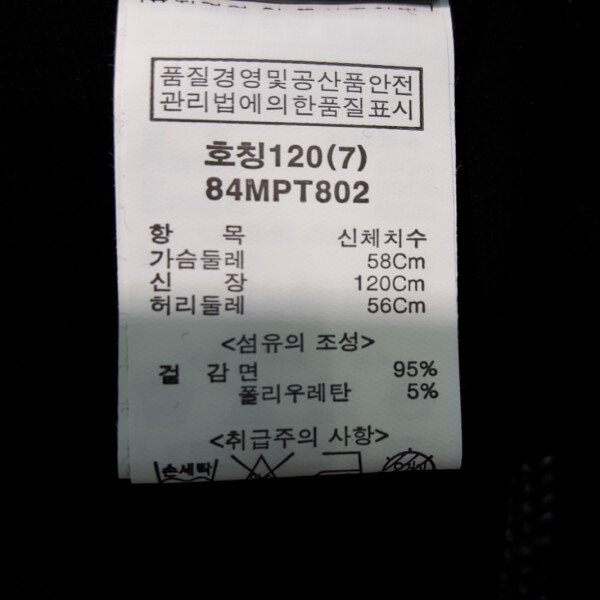 품질경영및공산품안전
관리법에의한품질표시
호칭120(7)
84MPT802
항 목 신체치수
가슴둘레 58Cm
신 장 120Cm
허리둘레 56Cm
<섬유의 조성>
겉 감 면 95%
폴리우레탄 5%
<취급주의 사항>
손세탁